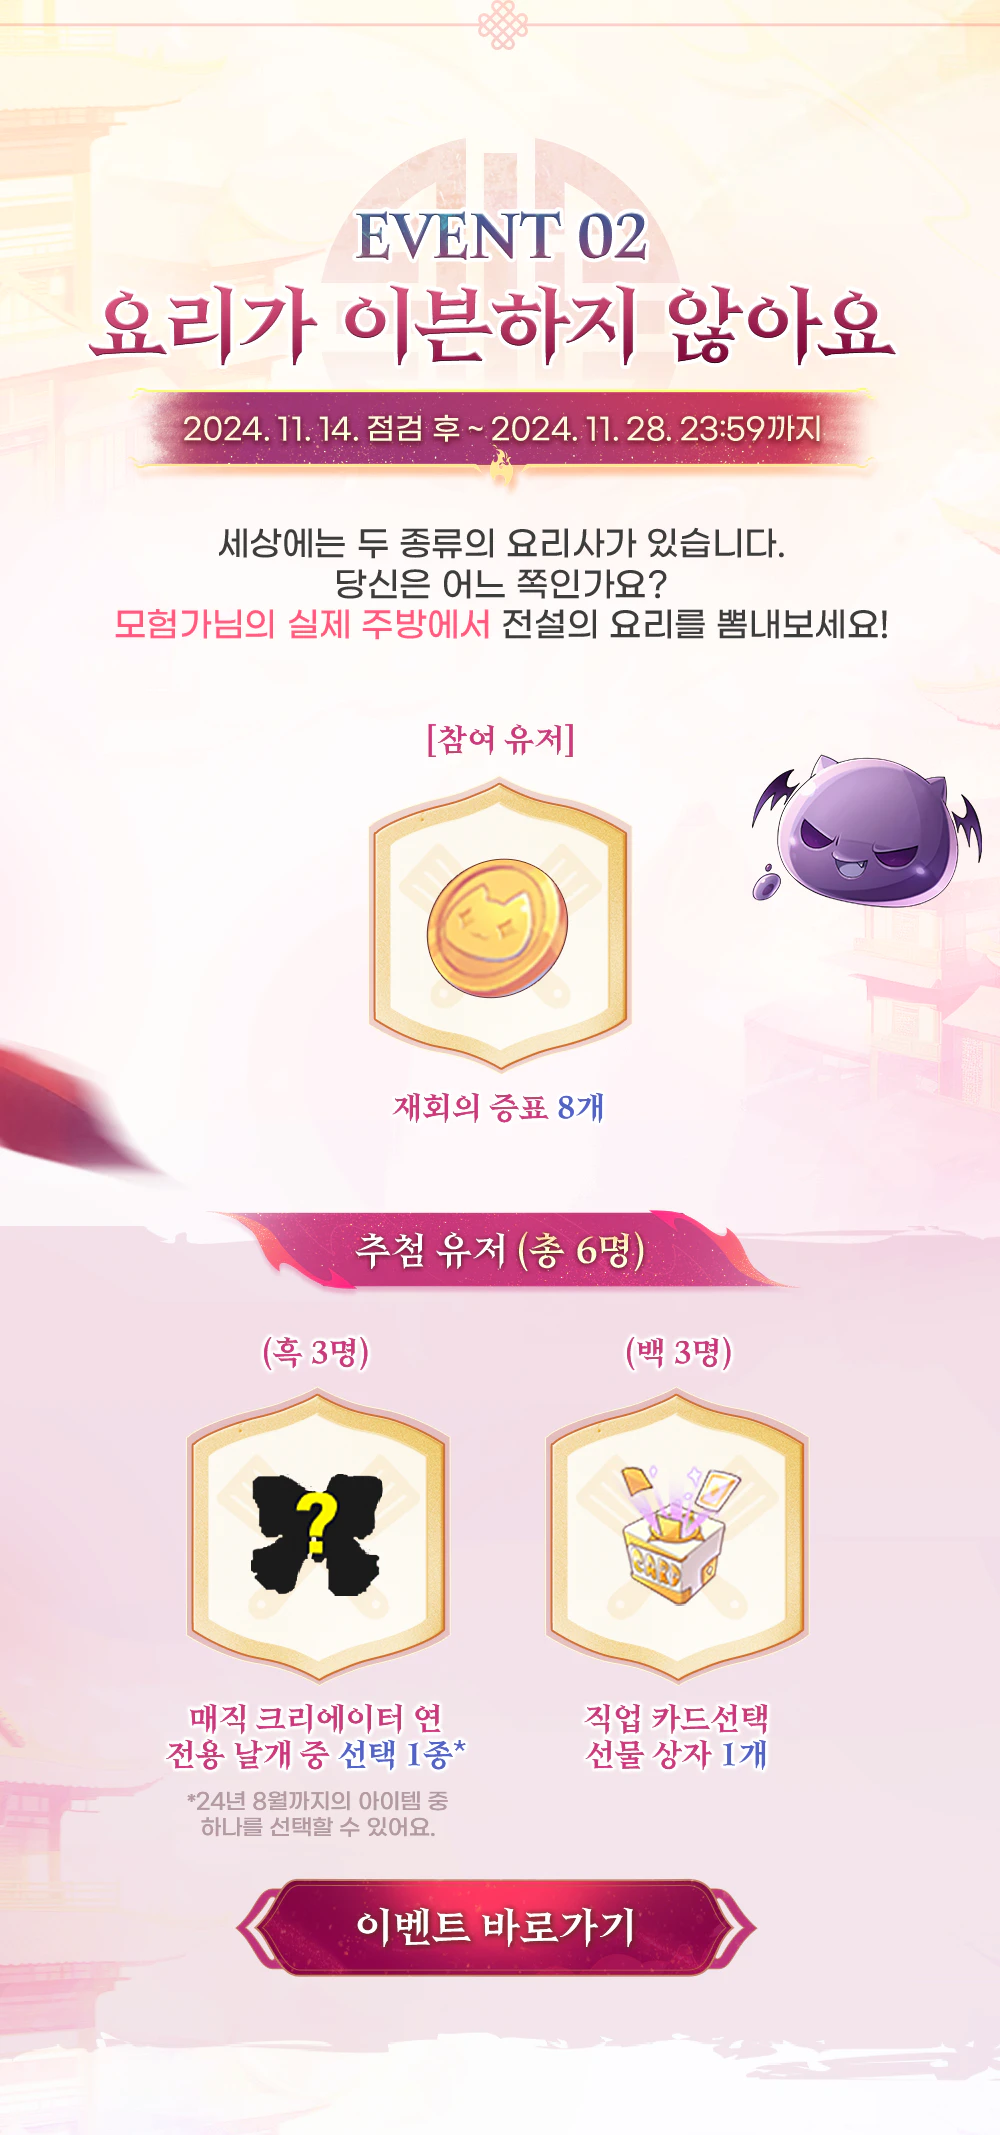 EVENT 02
요리가 이븐하지 않아요
2024. 11. 14. 점검 후 ~ 2024. 11. 28. 23:59까지
세상에는 두 종류의 요리사가 있습니다.
당신은 어느 쪽인가요?
모험가님의 실제 주방에서 전설의 요리를 뽐내보세요!
[참여 유저]
재회의 증표 8개
추첨 유저 (총 6명)
(흑 3명)
(백 3명)
?
CARD
매직 크리에이터 연
전용 날개 중 선택 1종*
*24년 8월까지의 아이템 중
하나를 선택할 수 있어요.
직업 카드선택
선물 상자 1개
이벤트 바로가기